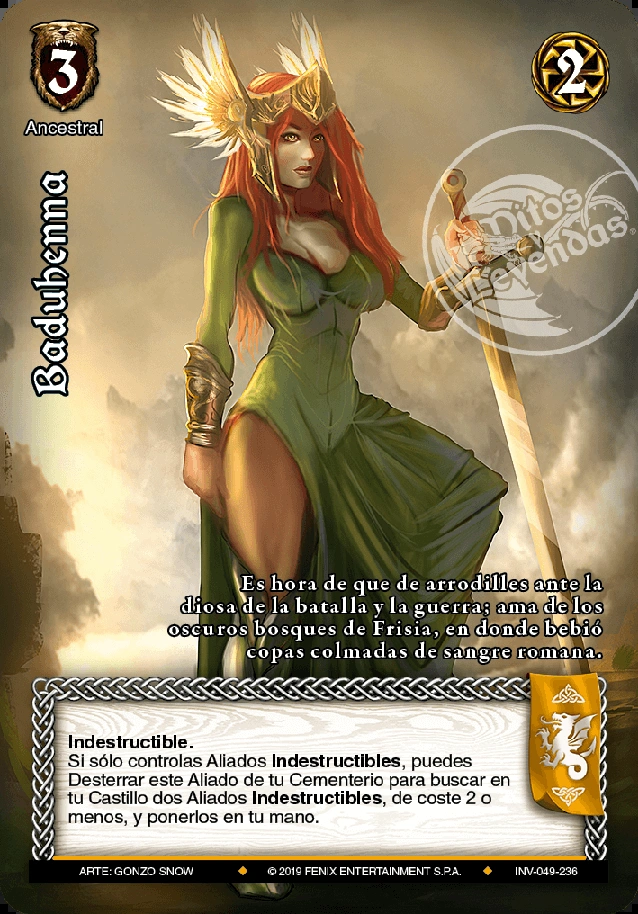 3
2
Ancestral
Baduhenna
Mitos
Leyendas®
Es hora de que de arrodilles ante la
diosa de la batalla y la guerra; ama de los
oscuros bosques de Frisia, en donde bebió
copas colmadas de sangre romana.
Indestructible.
Si sólo controlas Aliados Indestructibles, puedes
Desterrar este Aliado de tu Cementerio para buscar en
tu Castillo dos Aliados Indestructibles, de coste 2 o
menos, y ponerlos en tu mano.
ARTE: GONZO SNOW ♦ © 2019 FENIX ENTERTAINMENT S.P.A. ♦ INV-049-236